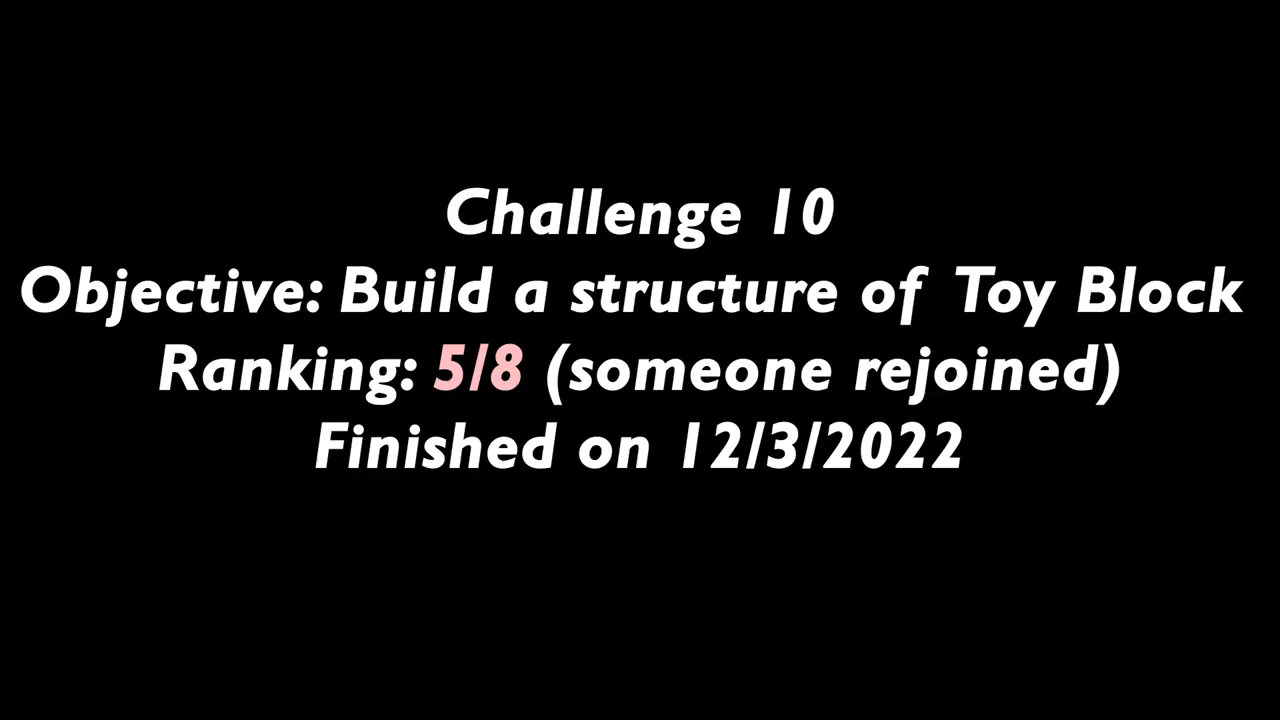 Challenge 10
Objective: Build a structure of Toy Block
Ranking: 5/8 (someone rejoined)
Finished on 12/3/2022